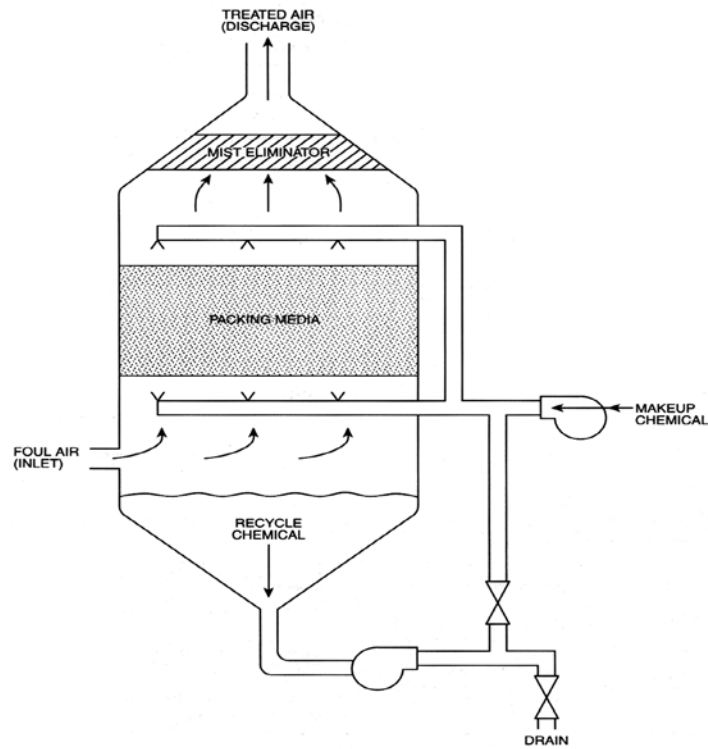 TREATED AIR
(DISCHARGE)
MIST ELIMINATOR
PACKING MEDIA
MAKEUP
CHEMICAL
FOUL AIR
(INLET)
RECYCLE
CHEMICAL
DRAIN